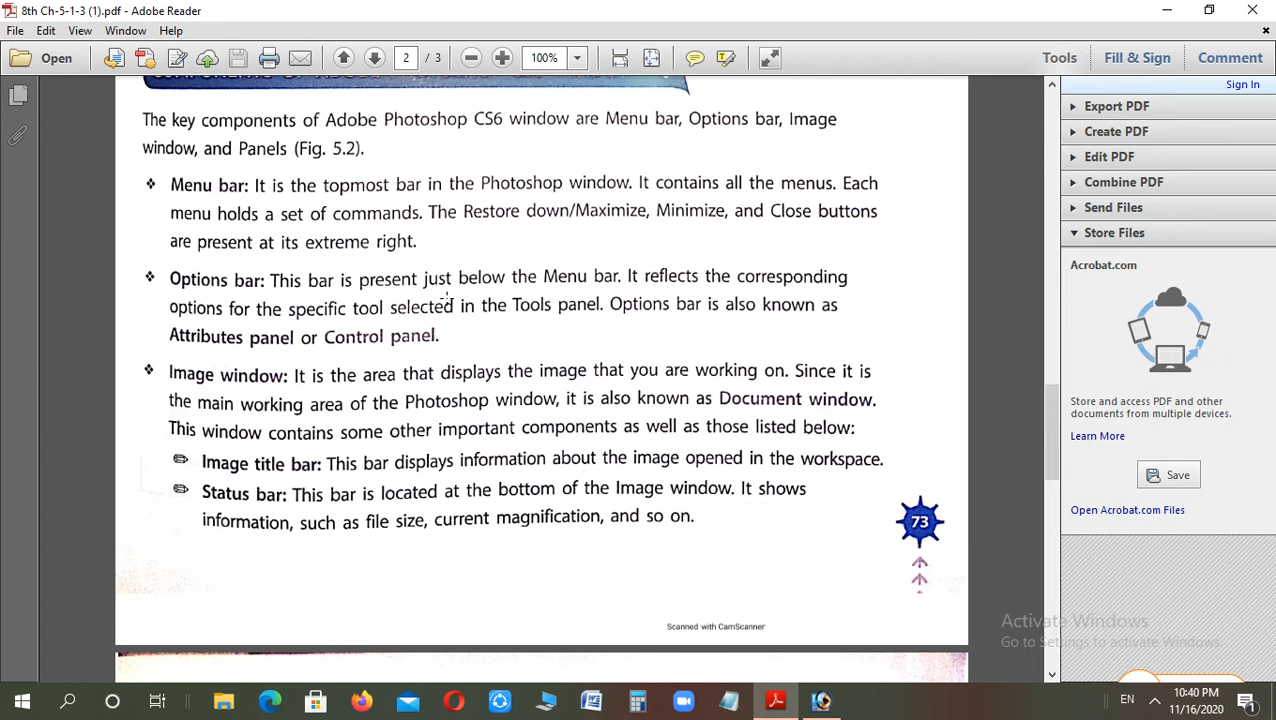 8th Ch-5-1-3 (1).pdf - Adobe Reader
File Edit View Window Help
Open 2 / 3 100% Tools Fill & Sign Comment
Sign In
Export PDF
Create PDF
Edit PDF
Combine PDF
Send Files
Store Files
Acrobat.com
Store and access PDF and other
documents from multiple devices.
Learn More
Save
Open Acrobat.com Files
The key components of Adobe Photoshop CS6 window are Menu bar, Options bar, Image
window, and Panels (Fig. 5.2).
❖ Menu bar: It is the topmost bar in the Photoshop window. It contains all the menus. Each
menu holds a set of commands. The Restore down/Maximize, Minimize, and Close buttons
are present at its extreme right.
❖ Options bar: This bar is present just below the Menu bar. It reflects the corresponding
options for the specific tool selected in the Tools panel. Options bar is also known as
Attributes panel or Control panel.
❖ Image window: It is the area that displays the image that you are working on. Since it is
the main working area of the Photoshop window, it is also known as Document window.
This window contains some other important components as well as those listed below:
✏ Image title bar: This bar displays information about the image opened in the workspace.
✏ Status bar: This bar is located at the bottom of the Image window. It shows
information, such as file size, current magnification, and so on.
73
Scanned with CamScanner
Activate Windows
Go to Settings to activate Windows.
EN
10:40 PM
11/16/2020
1